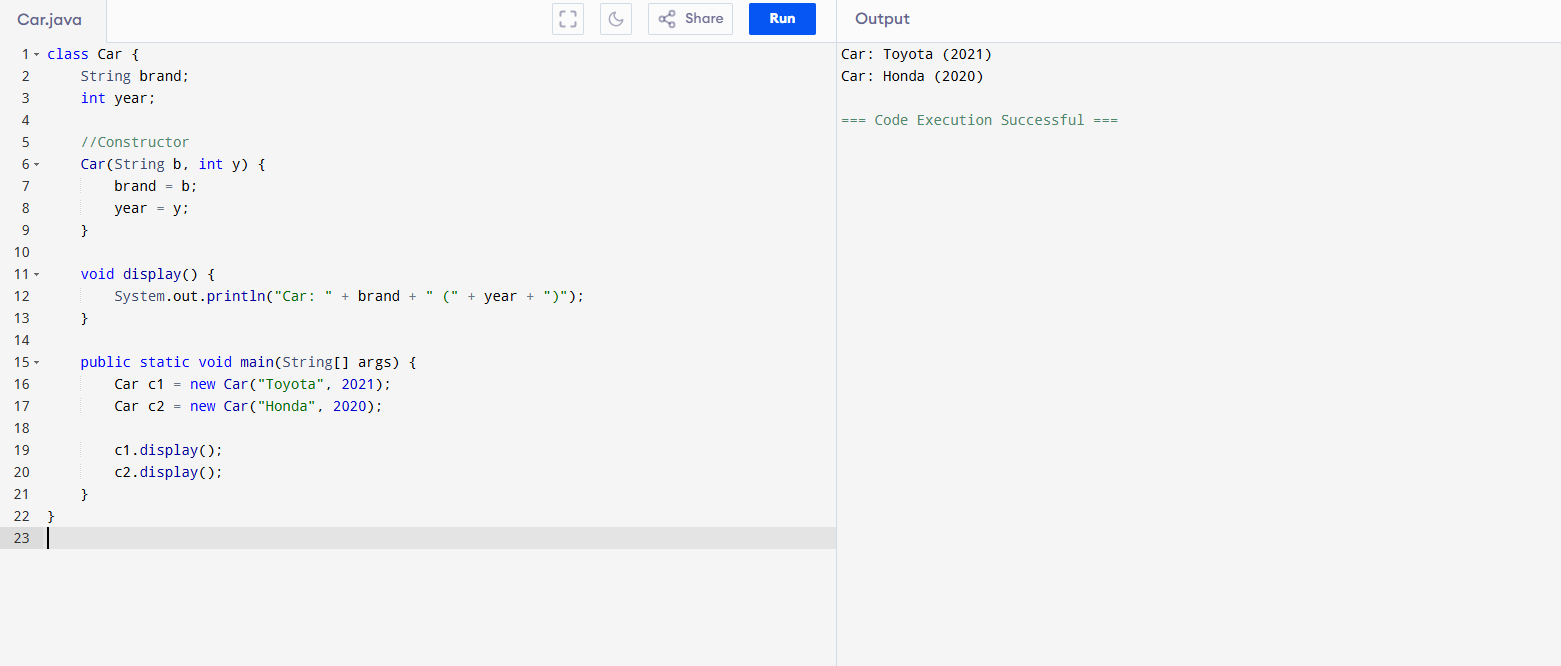 Car.java
Share
Run
Output
1 class Car {
2     String brand;
3     int year;
4
5     //Constructor
6     Car(String b, int y) {
7         brand = b;
8         year = y;
9     }
10
11     void display() {
12         System.out.println("Car: " + brand + " (" + year + ")");
13     }
14
15     public static void main(String[] args) {
16         Car c1 = new Car("Toyota", 2021);
17         Car c2 = new Car("Honda", 2020);
18
19         c1.display();
20         c2.display();
21     }
22 }
23
Car: Toyota (2021)
Car: Honda (2020)
=== Code Execution Successful ===